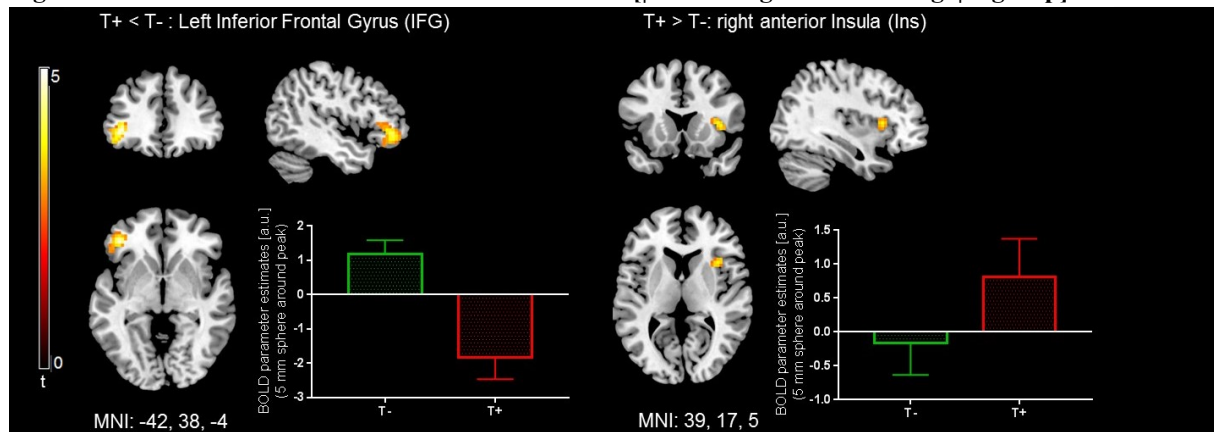 T+ < T- : Left Inferior Frontal Gyrus (IFG)
T+ > T-: right anterior Insula (Ins)
5
0
t
BOLD parameter estimates [a.u.]
(5 mm sphere around peak)
2
1
0
-1
-2
-3
T-
T+
MNI: -42, 38, -4
BOLD parameter estimates [a.u.]
(5 mm sphere around peak)
1.5
1.0
0.5
0.0
-0.5
-1.0
T-
T+
MNI: 39, 17, 5